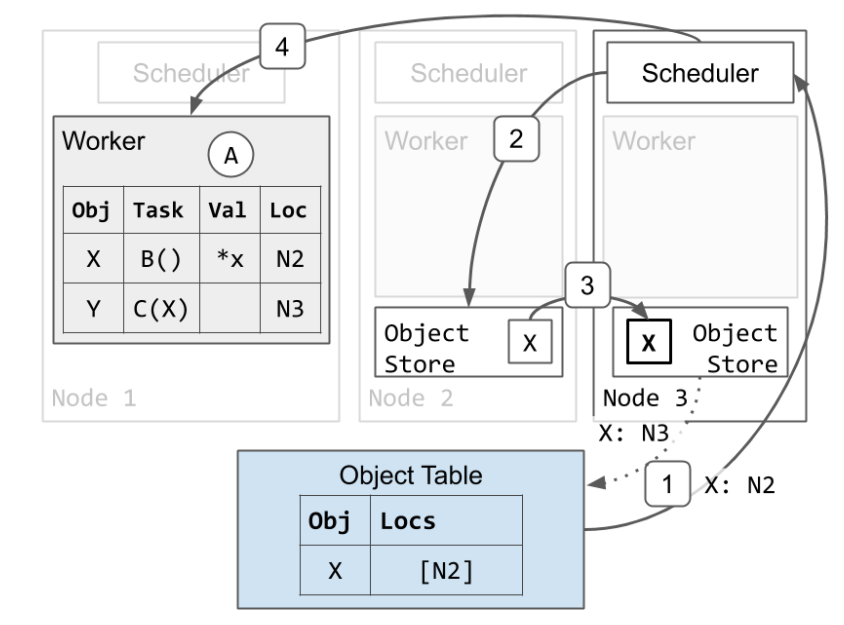 4
Scheduler
Scheduler
Scheduler
Worker
A
Obj Task Val Loc
X B() *x N2
Y C(X) N3
Node 1
2
Worker
Object
Store
X
Node 2
3
Worker
X
Object
Store
Node 3
X: N3
1
X: N2
Object Table
Obj Locs
X [N2]